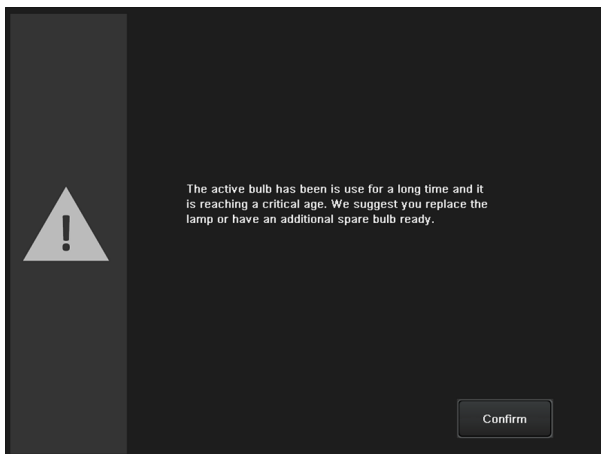 The active bulb has been is use for a long time and it
is reaching a critical age. We suggest you replace the
lamp or have an additional spare bulb ready.
Confirm